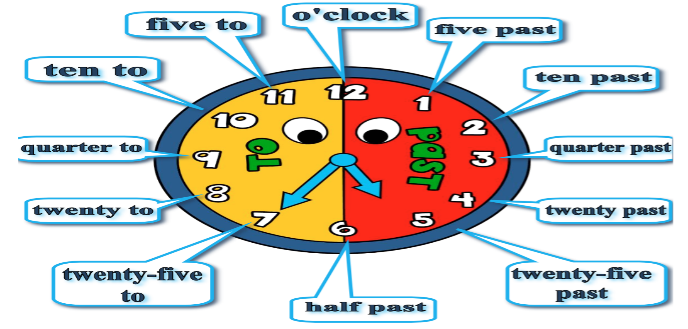 o'clock
five past
ten past
quarter past
twenty past
twenty-five
past
half past
twenty-five
to
twenty to
quarter to
ten to
five to
12
1
2
3
4
5
6
7
8
9
10
11
TO
PAST